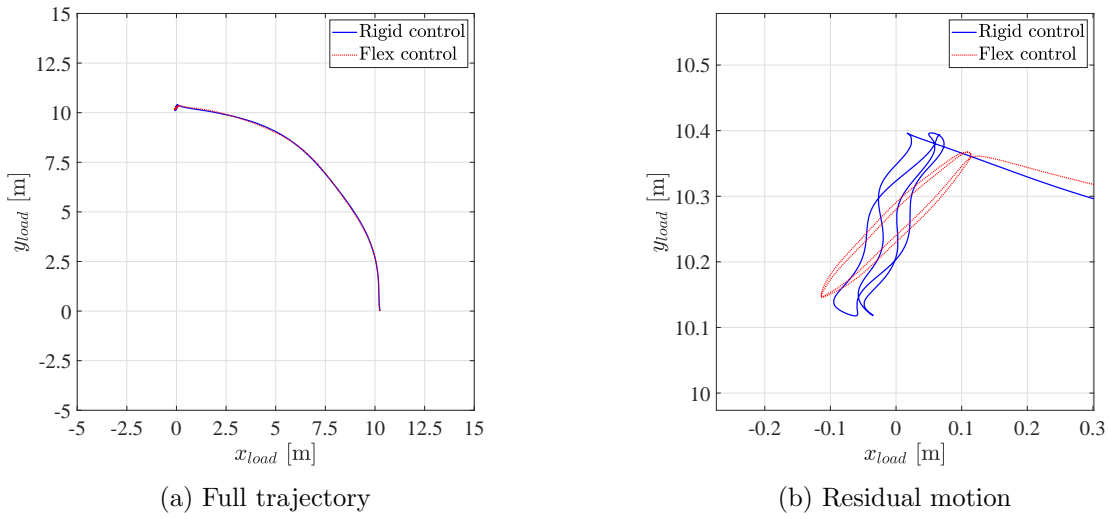 15
12.5
10
7.5
5
2.5
0
-2.5
-5
y_load [m]
-5 -2.5 0 2.5 5 7.5 10 12.5 15
x_load [m]
Rigid control
Flex control
(a) Full trajectory
10.5
10.4
10.3
10.2
10.1
10
y_load [m]
-0.2 -0.1 0 0.1 0.2 0.3
x_load [m]
Rigid control
Flex control
(b) Residual motion